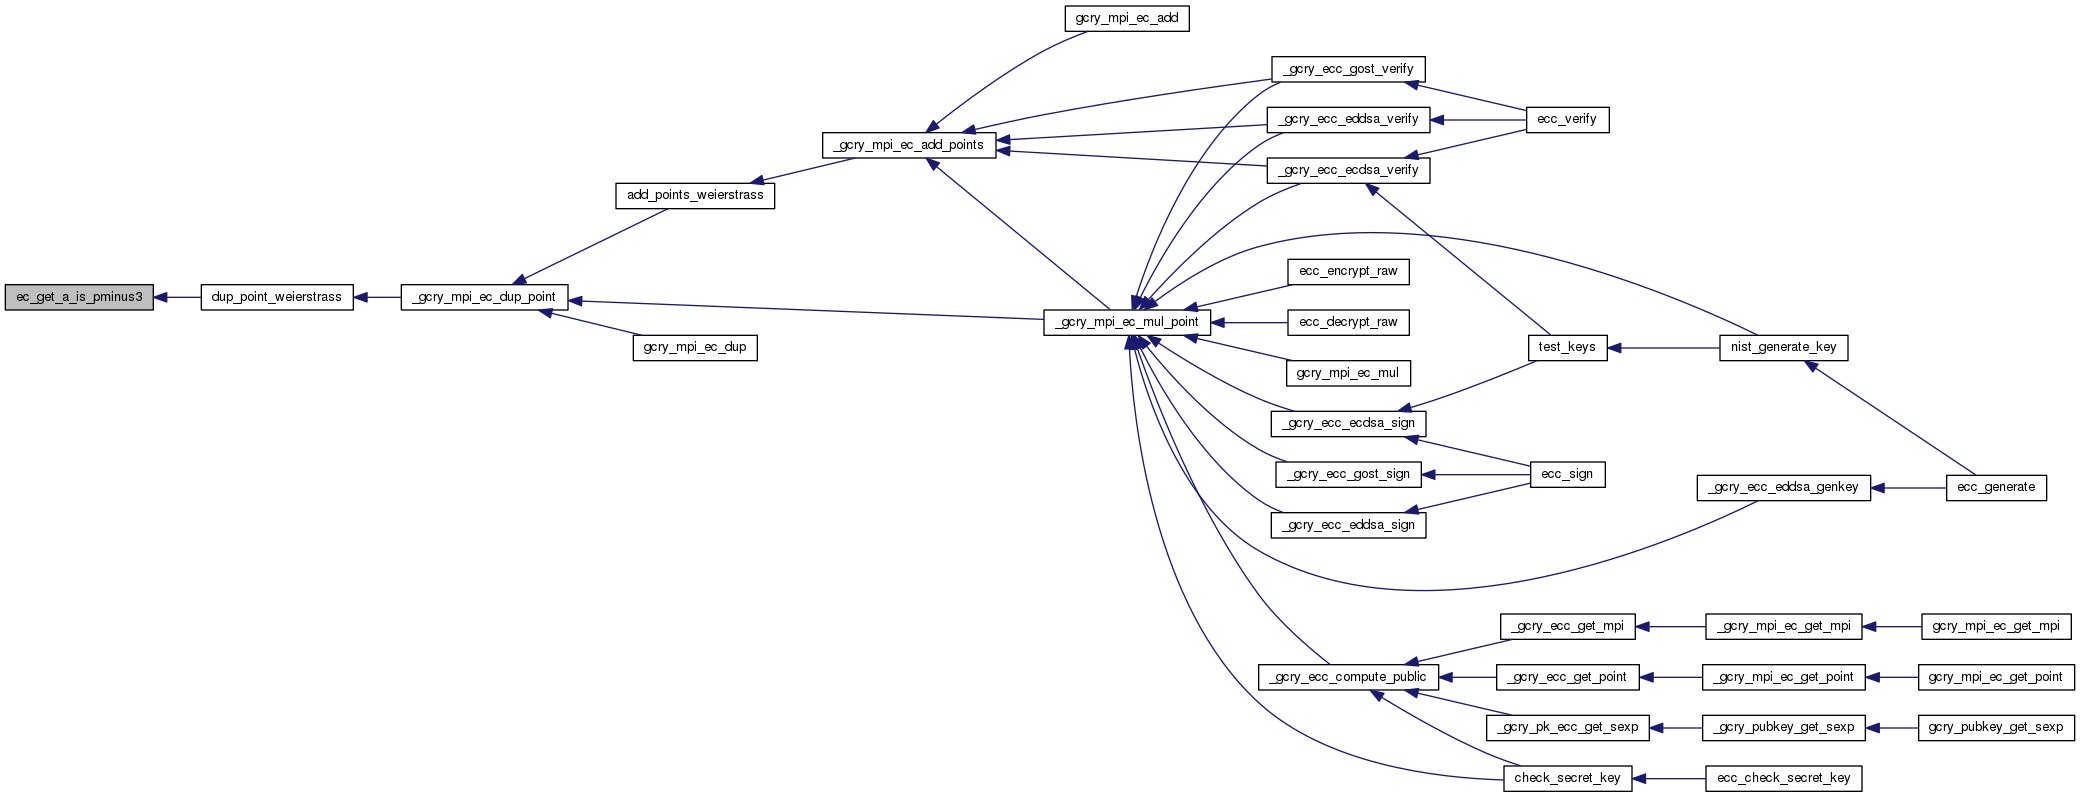 gcry_mpi_ec_add
_gcry_ecc_gost_verify
_gcry_ecc_eddsa_verify
ecc_verify
_gcry_mpi_ec_add_points
_gcry_ecc_ecdsa_verify
add_points_weierstrass
ecc_encrypt_raw
ec_get_a_is_pminus3
dup_point_weierstrass
_gcry_mpi_ec_dup_point
_gcry_mpi_ec_mul_point
ecc_decrypt_raw
gcry_mpi_ec_dup
test_keys
nist_generate_key
gcry_mpi_ec_mul
_gcry_ecc_ecdsa_sign
_gcry_ecc_gost_sign
ecc_sign
_gcry_ecc_eddsa_genkey
ecc_generate
_gcry_ecc_eddsa_sign
_gcry_ecc_get_mpi
_gcry_mpi_ec_get_mpi
gcry_mpi_ec_get_mpi
_gcry_ecc_compute_public
_gcry_ecc_get_point
_gcry_mpi_ec_get_point
gcry_mpi_ec_get_point
_gcry_pk_ecc_get_sexp
_gcry_pubkey_get_sexp
gcry_pubkey_get_sexp
check_secret_key
ecc_check_secret_key